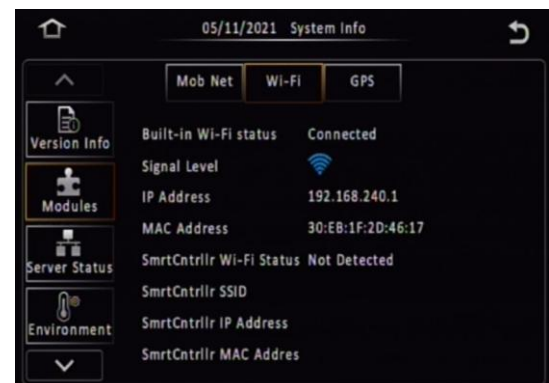 05/11/2021 System Info
Mob Net Wi-Fi GPS
Version Info
Modules
Server Status
Environment
Built-in Wi-Fi status Connected
Signal Level
IP Address 192.168.240.1
MAC Address 30:EB:1F:2D:46:17
SmrtCntrllr Wi-Fi Status Not Detected
SmrtCntrllr SSID
SmrtCntrllr IP Address
SmrtCntrllr MAC Addres